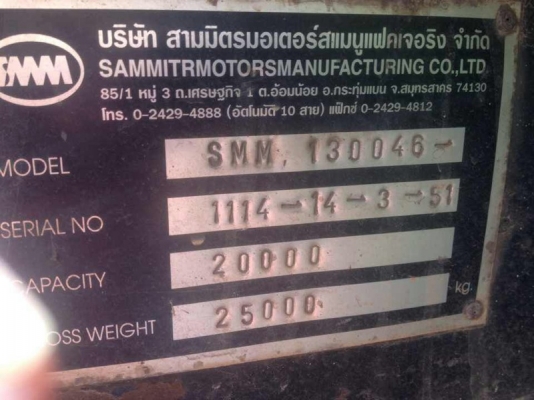 SMM
บริษัท สามมิตรมอเตอร์สแมนูแฟคเจอริง จำกัด
SAMMITRMOTORSMANUFACTURING CO.,LTD
85/1 หมู่ 3 ถ.เศรษฐกิจ 1 ต.อ้อมน้อย อ.กระทุ่มแบน จ.สมุทรสาคร 74130
โทร. 0-2429-4888 (อัตโนมัติ 10 สาย) แฟ็กซ์ 0-2429-4812
MODEL SMM, 130046-
SERIAL NO 1114-14-3-51
CAPACITY 20000
OSS WEIGHT 25000 kg.